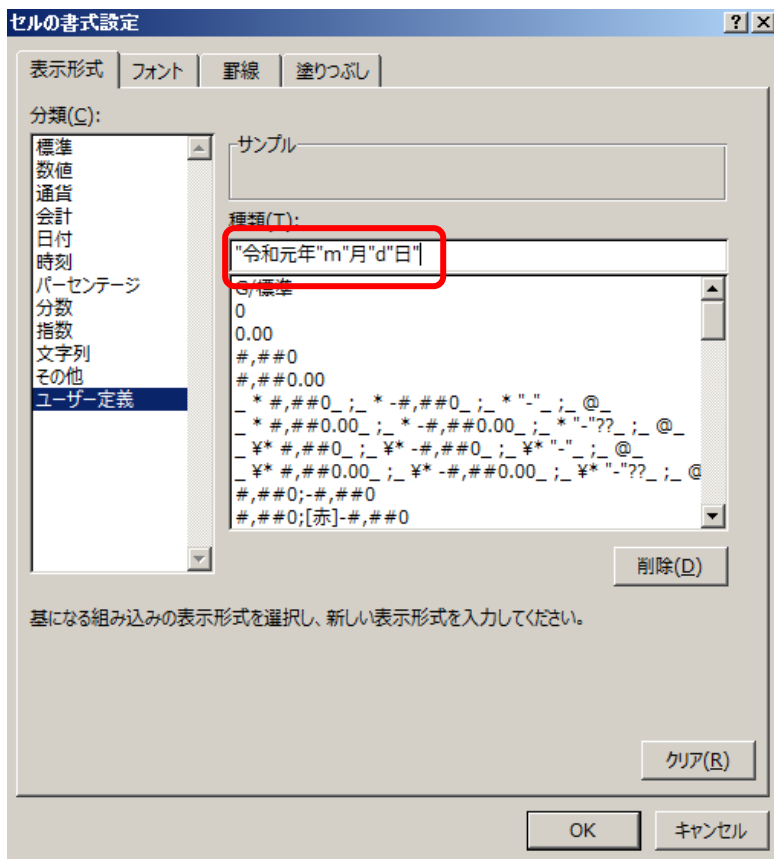 セルの書式設定
表示形式 フォント 罫線 塗りつぶし
分類(C):
標準
数値
通貨
会計
日付
時刻
パーセンテージ
分数
指数
文字列
その他
ユーザー定義
サンプル
種類(T):
"令和元年"m"月"d"日"
G/標準
0
0.00
#,##0
#,##0.00
_ * #,##0_ ;_ * -#,##0_ ;_ * "-"_ ;_ @_
_ * #,##0.00_ ;_ * -#,##0.00_ ;_ * "-"??_ ;_ @_
_ ¥* #,##0_ ;_ ¥* -#,##0_ ;_ ¥* "-"_ ;_ @_
_ ¥* #,##0.00_ ;_ ¥* -#,##0.00_ ;_ ¥* "-"??_ ;_ @
#,##0;-#,##0
#,##0;[赤]-#,##0
削除(D)
基になる組み込みの表示形式を選択し、新しい表示形式を入力してください。
クリア(R)
OK キャンセル